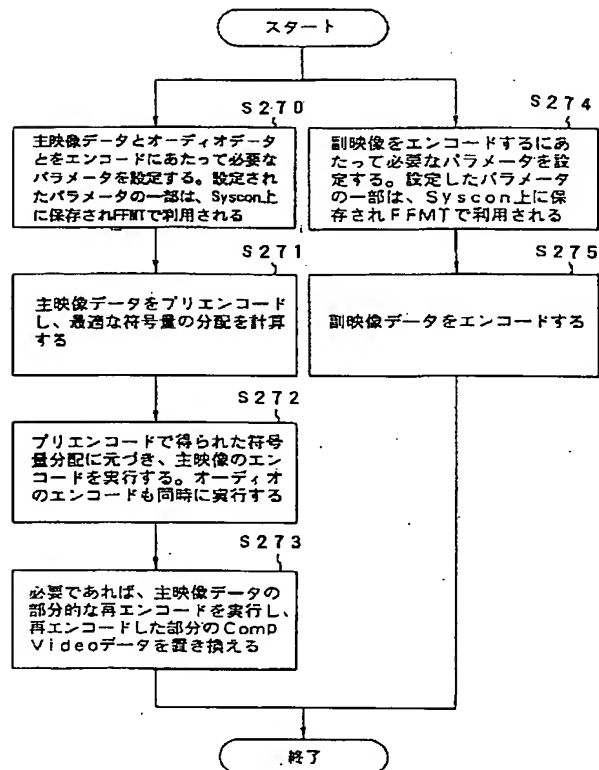 スタート
S270
主映像データとオーディオデータ
とをエンコードにあたって必要な
パラメータを設定する。設定され
たパラメータの一部は、Syscon上
に保存されFFMTで利用される
S271
主映像データをプリエンコード
し、最適な符号量の分配を計算
する
S272
プリエンコードで得られた符号
量分配に元づき、主映像のエン
コードを実行する。オーディオ
のエンコードも同時に実行する
S273
必要であれば、主映像データの
部分的な再エンコードを実行し、
再エンコードした部分のComp
Videoデータを置き換える
S274
副映像をエンコードするにあ
たって必要なパラメータを設
定する。設定したパラメータ
の一部は、Syscon上に保
存されFFMTで利用される
S275
副映像データをエンコードする
終了